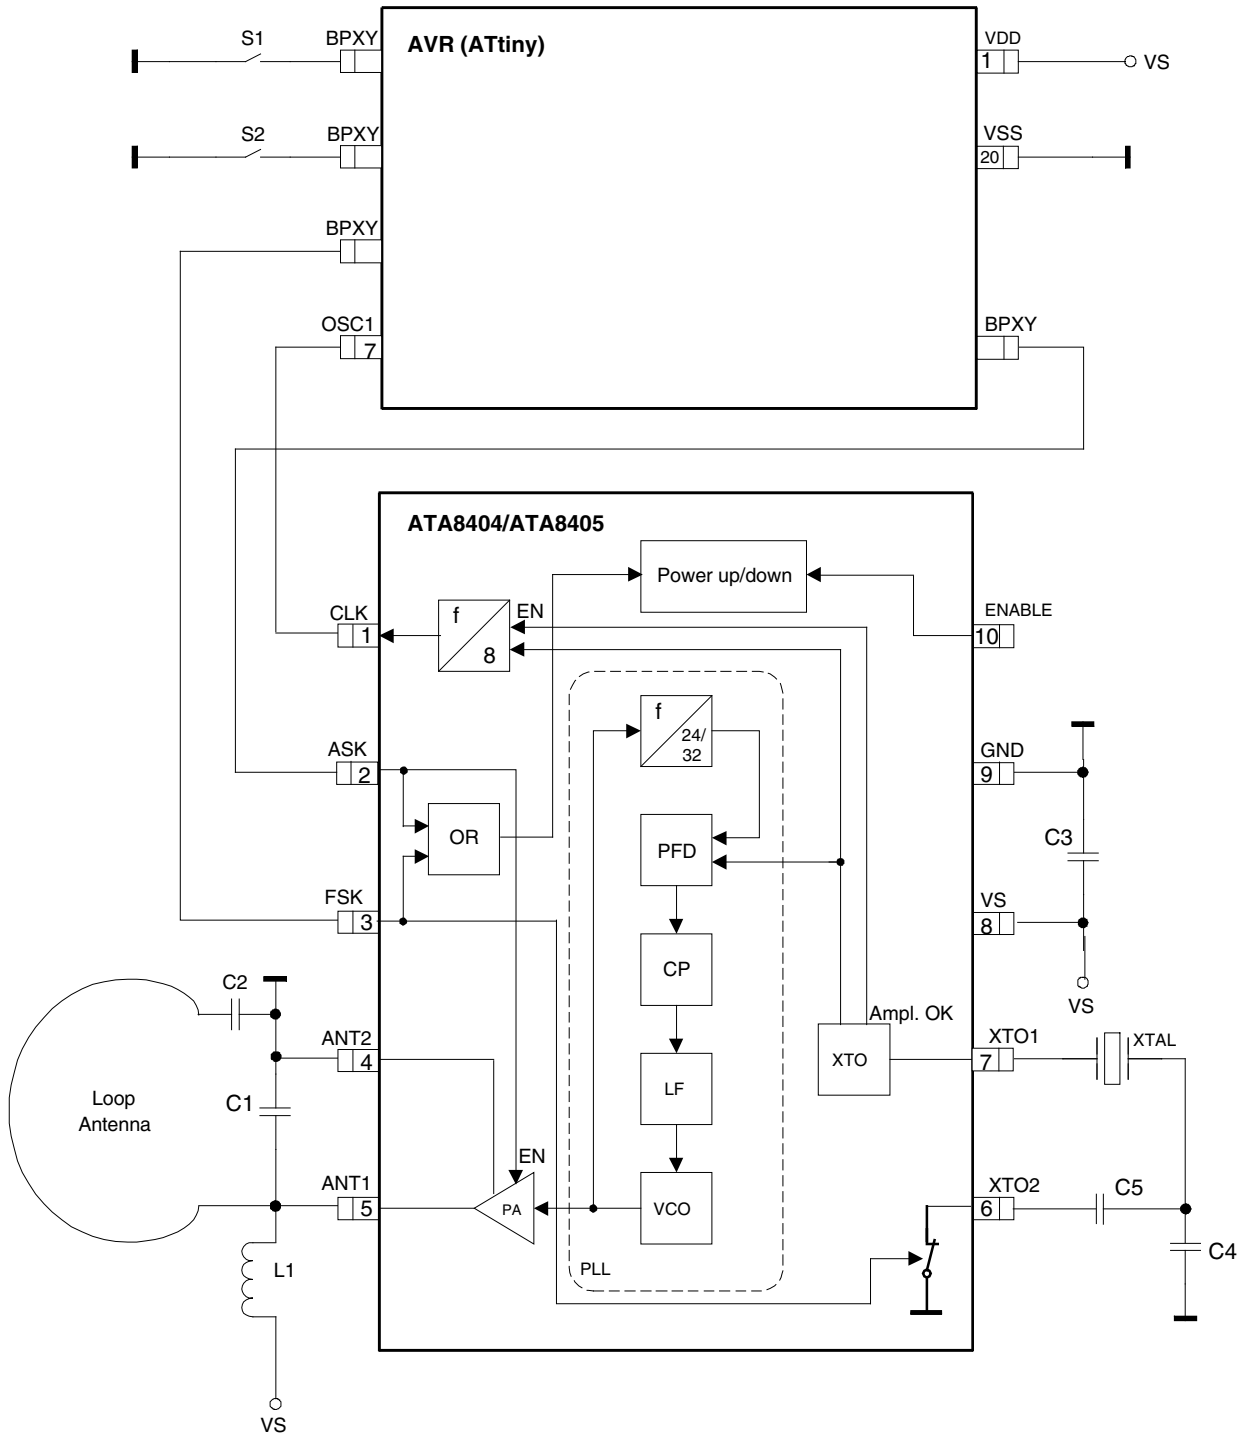 AVR (ATtiny)
S1
BPXY
VDD
1
VS
S2
BPXY
VSS
20
BPXY
OSC1
7
BPXY
ATA8404/ATA8405
Power up/down
CLK
1
f
8
EN
ENABLE
10
f
24/
32
ASK
2
GND
9
OR
PFD
C3
FSK
3
VS
8
CP
C2
VS
Ampl. OK
ANT2
4
XTO
XTO1
7
XTAL
Loop
Antenna
C1
LF
EN
ANT1
5
PA
VCO
XTO2
6
C5
C4
L1
PLL
VS